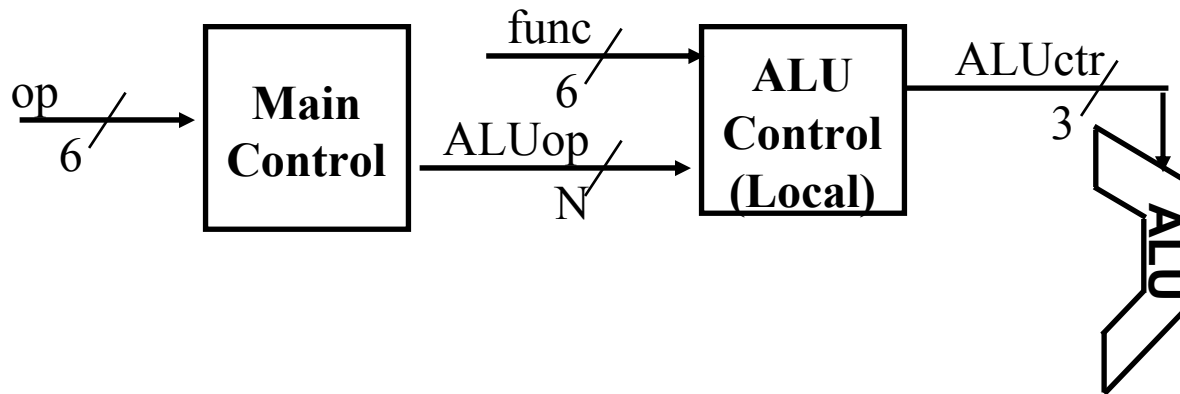 op
6
Main
Control
func
6
ALUop
N
ALU
Control
(Local)
ALUctr
3
ALU